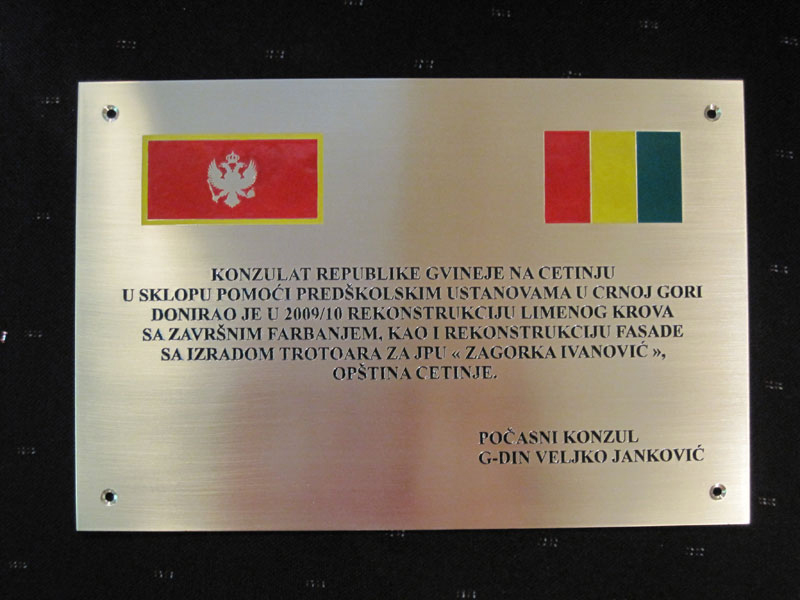 KONZULAT REPUBLIKE GVINEJE NA CETINJU
U SKLOPU POMOĆI PREDŠKOLSKIM USTANOVAMA U CRNOJ GORI
DONIRAO JE U 2009/10 REKONSTRUKCIJU LIMENOG KROVA
SA ZAVRŠNIM FARBANJEM, KAO I REKONSTRUKCIJU FASADE
SA IZRADOM TROTOARA ZA JPU « ZAGORKA IVANOVIĆ »,
OPŠTINA CETINJE.
POČASNI KONZUL
G-DIN VELJKO JANKOVIĆ